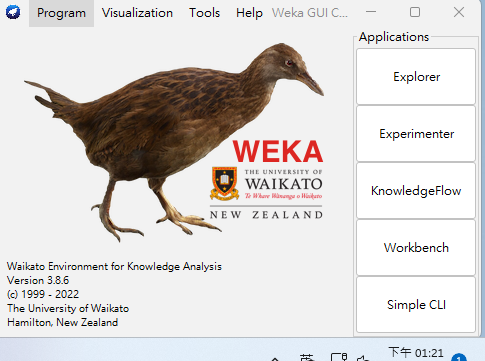 Program Visualization Tools Help Weka GUI C...
Applications
Explorer
Experimenter
KnowledgeFlow
Workbench
Simple CLI
WEKA
THE UNIVERSITY OF
WAIKATO
Te Whare Wānanga o Waikato
NEW ZEALAND
Waikato Environment for Knowledge Analysis
Version 3.8.6
(c) 1999 - 2022
The University of Waikato
Hamilton, New Zealand
下午 01:21
1